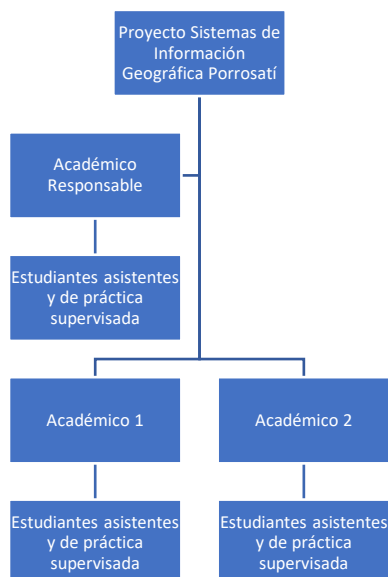 Proyecto Sistemas de
Información
Geográfica Porrosatí
Académico
Responsable
Estudiantes asistentes
y de práctica
supervisada
Académico 1
Académico 2
Estudiantes asistentes
y de práctica
supervisada
Estudiantes asistentes
y de práctica
supervisada